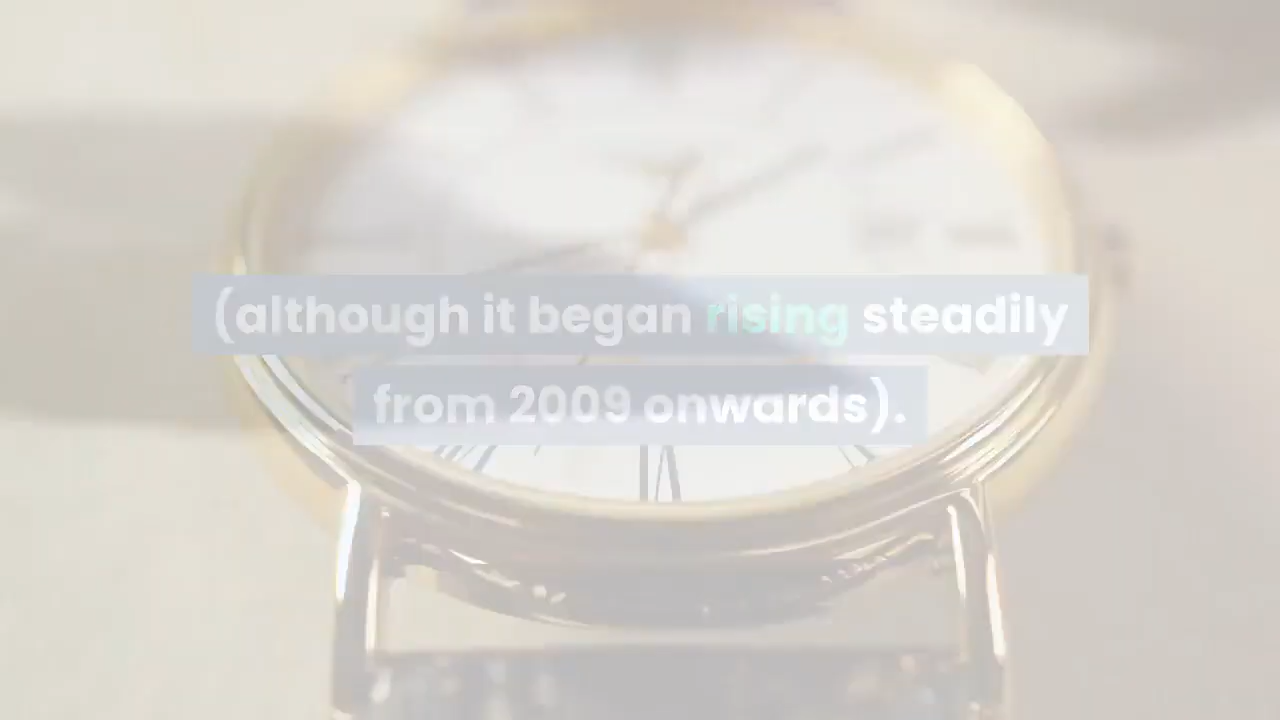 (although it began rising steadily
from 2009 onwards).